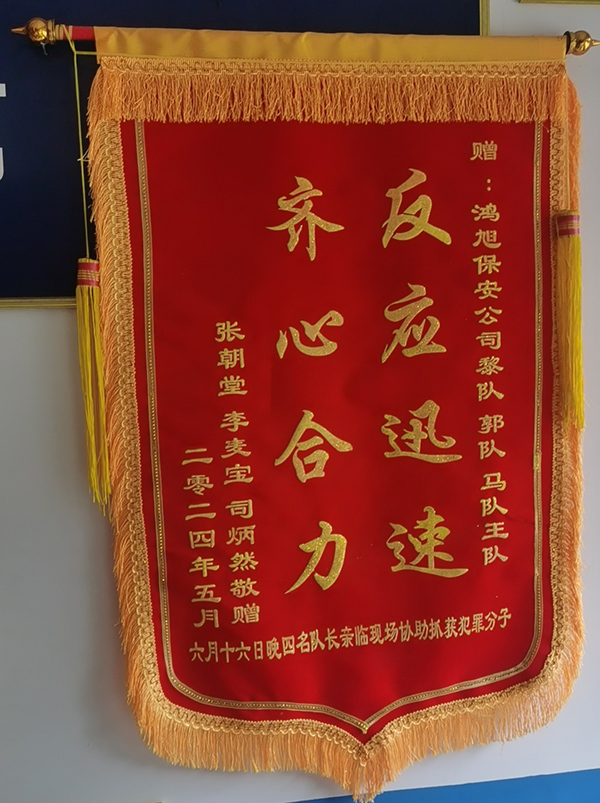 赠：鸿旭保安公司黎队 郭队 马队王队
反应迅速
齐心合力
张朝堂 李麦宝 司炳然敬赠
二零二四年五月
六月十六日晚四名队长亲临现场协助抓获犯罪分子